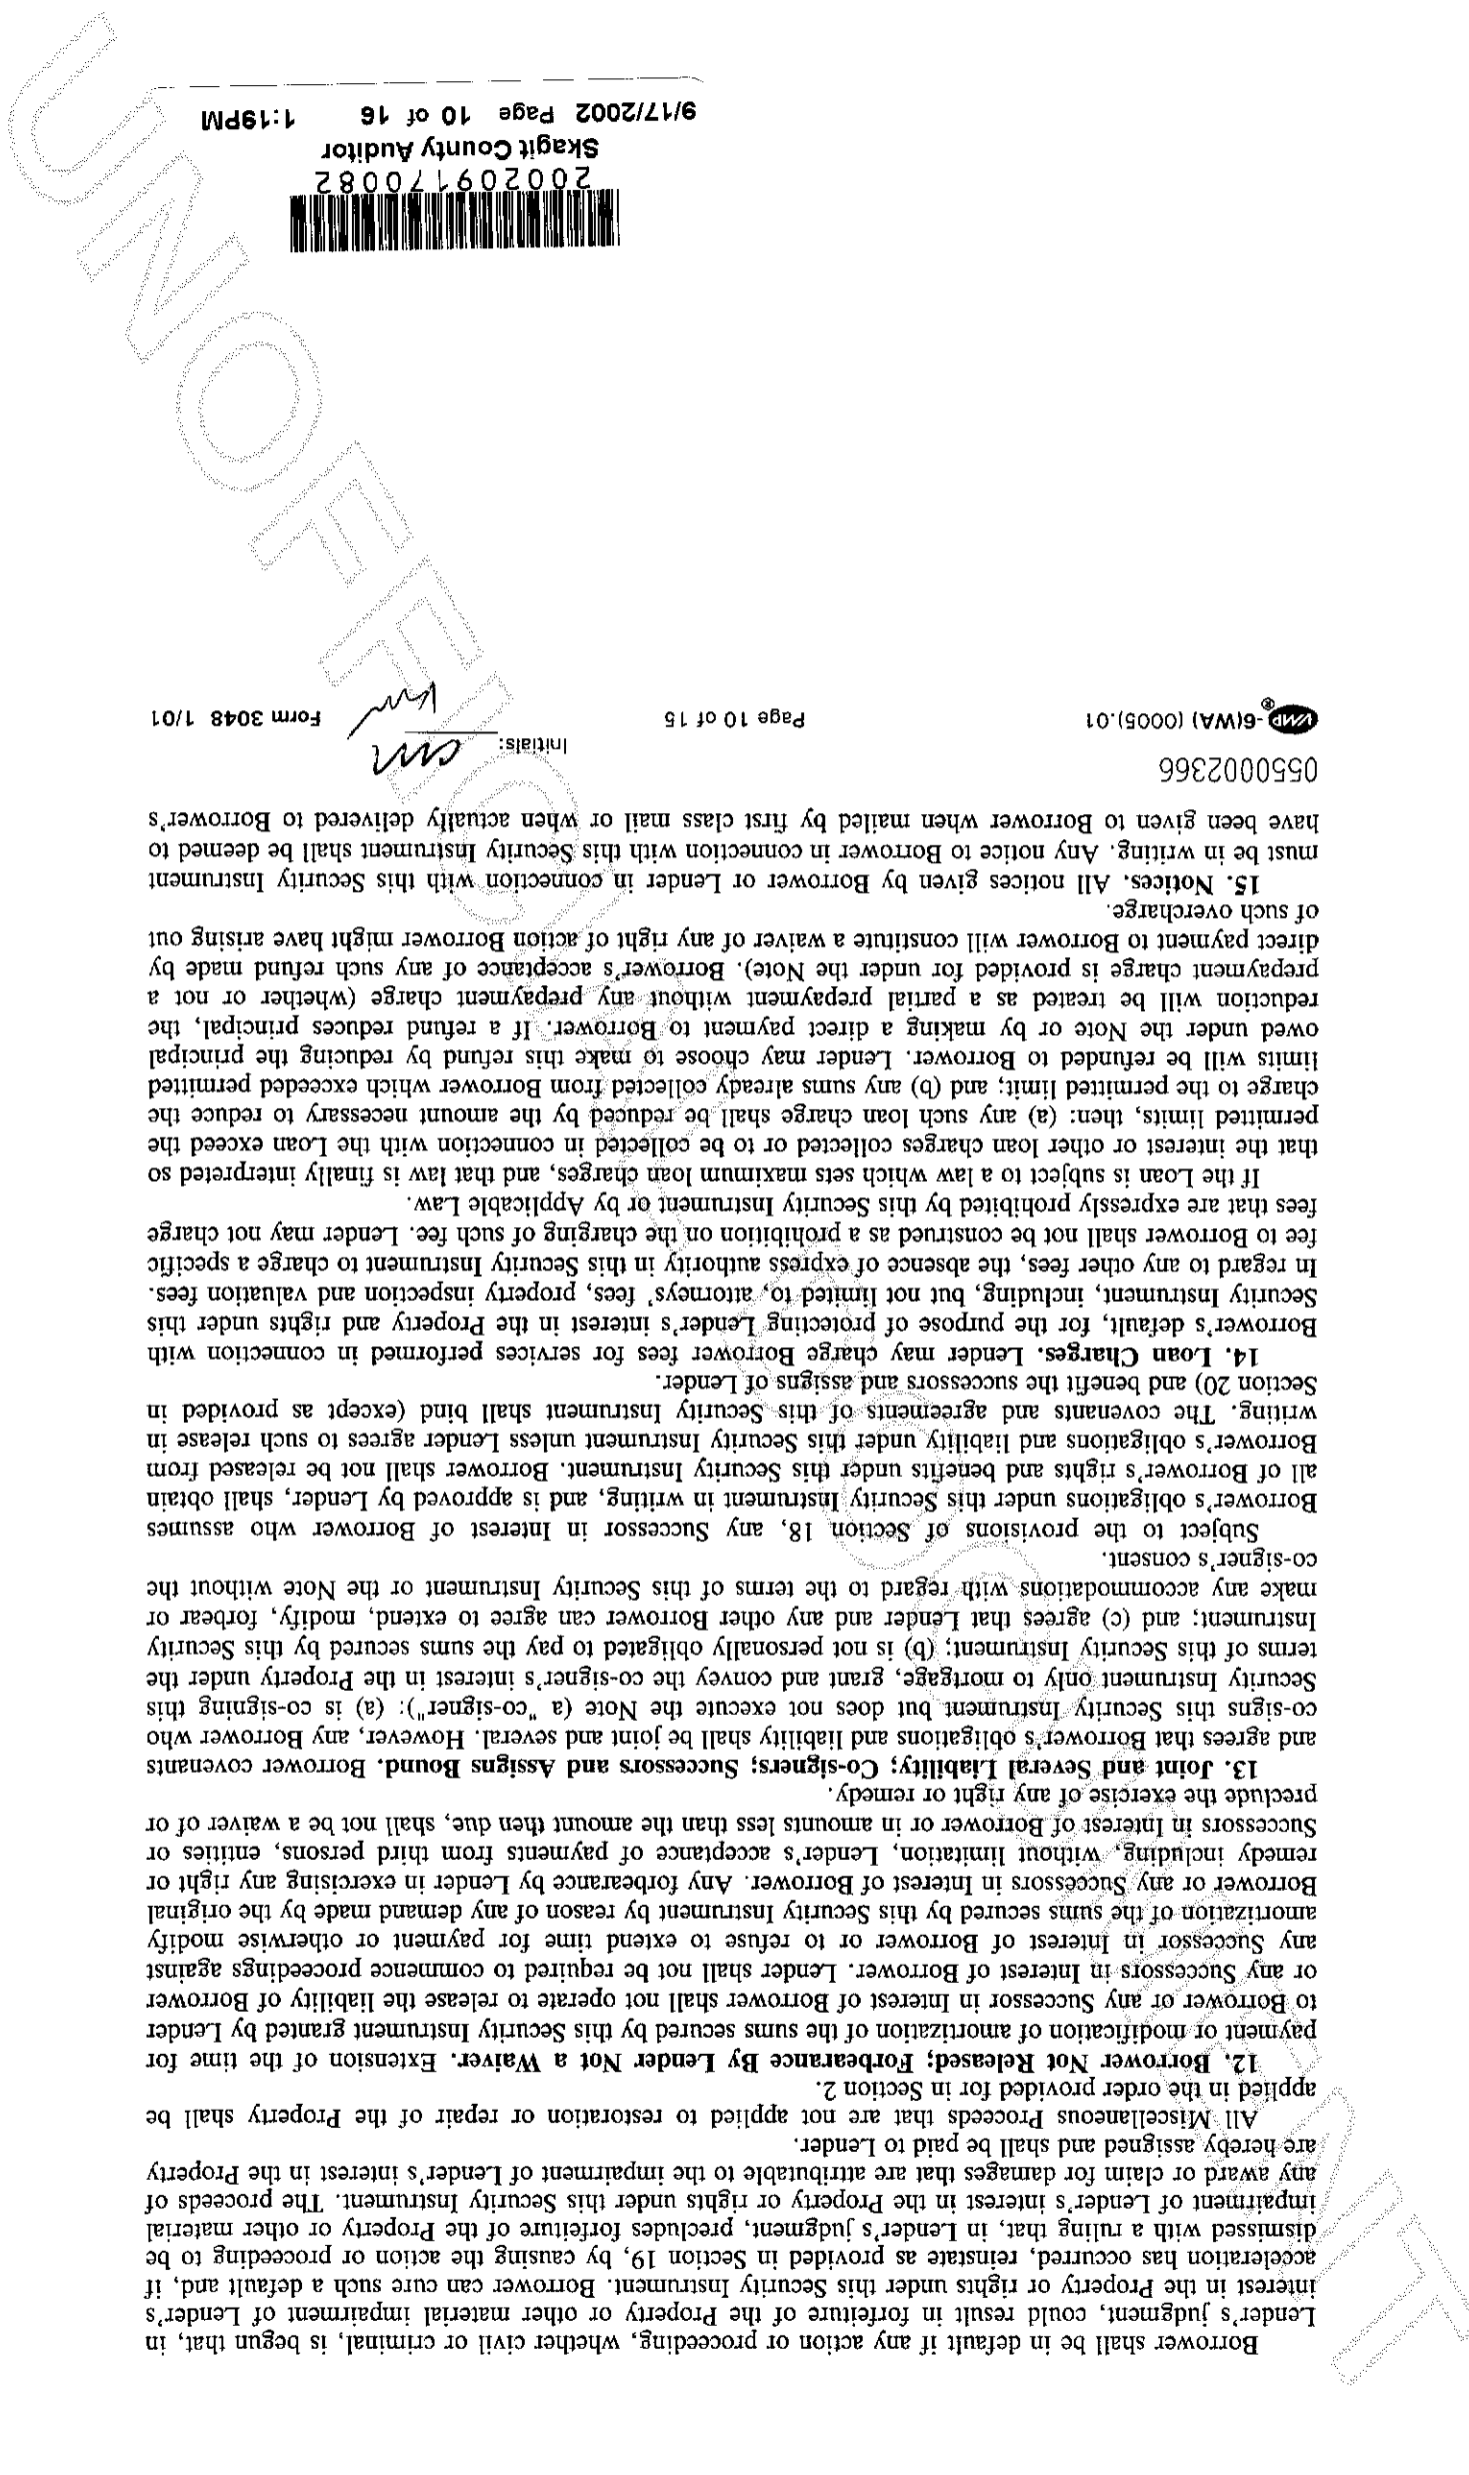 Borrower shall be in default if any action or proceeding, whether civil or criminal, is begun that, in
Lender's judgment, could result in forfeiture of the Property or other material impairment of Lender's
interest in the Property or rights under this Security Instrument. Borrower can cure such a default and, if
acceleration has occurred, reinstate as provided in Section 19, by causing the action or proceeding to be
dismissed with a ruling that, in Lender's judgment, precludes forfeiture of the Property or other material
impairment of Lender's interest in the Property or rights under this Security Instrument. The proceeds of
any award or claim for damages that are attributable to the impairment of Lender's interest in the Property
are hereby assigned and shall be paid to Lender.
All Miscellaneous Proceeds that are not applied to restoration or repair of the Property shall be
applied in the order provided for in Section 2.
12. Borrower Not Released; Forbearance By Lender Not a Waiver. Extension of the time for
payment or modification of amortization of the sums secured by this Security Instrument granted by Lender
to Borrower or any Successor in Interest of Borrower shall not operate to release the liability of Borrower
or any Successors in Interest of Borrower. Lender shall not be required to commence proceedings against
any Successor in Interest of Borrower or to refuse to extend time for payment or otherwise modify
amortization of the sums secured by this Security Instrument by reason of any demand made by the original
Borrower or any Successors in Interest of Borrower. Any forbearance by Lender in exercising any right or
remedy including, without limitation, Lender's acceptance of payments from third persons, entities or
Successors in Interest of Borrower or in amounts less than the amount then due, shall not be a waiver of or
preclude the exercise of any right or remedy.
13. Joint and Several Liability; Co-signers; Successors and Assigns Bound. Borrower covenants
and agrees that Borrower's obligations and liability shall be joint and several. However, any Borrower who
co-signs this Security Instrument but does not execute the Note (a "co-signer"): (a) is co-signing this
Security Instrument only to mortgage, grant and convey the co-signer's interest in the Property under the
terms of this Security Instrument; (b) is not personally obligated to pay the sums secured by this Security
Instrument; and (c) agrees that Lender and any other Borrower can agree to extend, modify, forbear or
make any accommodations with regard to the terms of this Security Instrument or the Note without the
co-signer's consent.
Subject to the provisions of Section 18, any Successor in Interest of Borrower who assumes
Borrower's obligations under this Security Instrument in writing, and is approved by Lender, shall obtain
all of Borrower's rights and benefits under this Security Instrument. Borrower shall not be released from
Borrower's obligations and liability under this Security Instrument unless Lender agrees to such release in
writing. The covenants and agreements of this Security Instrument shall bind (except as provided in
Section 20) and benefit the successors and assigns of Lender.
14. Loan Charges. Lender may charge Borrower fees for services performed in connection with
Borrower's default, for the purpose of protecting Lender's interest in the Property and rights under this
Security Instrument, including, but not limited to, attorneys' fees, property inspection and valuation fees.
In regard to any other fees, the absence of express authority in this Security Instrument to charge a specific
fee to Borrower shall not be construed as a prohibition on the charging of such fee. Lender may not charge
fees that are expressly prohibited by this Security Instrument or by Applicable Law.
If the Loan is subject to a law which sets maximum loan charges, and that law is finally interpreted so
that the interest or other loan charges collected or to be collected in connection with the Loan exceed the
permitted limits, then: (a) any such loan charge shall be reduced by the amount necessary to reduce the
charge to the permitted limit; and (b) any sums already collected from Borrower which exceeded permitted
limits will be refunded to Borrower. Lender may choose to make this refund by reducing the principal
owed under the Note or by making a direct payment to Borrower. If a refund reduces principal, the
reduction will be treated as a partial prepayment without any prepayment charge (whether or not a
prepayment charge is provided for under the Note). Borrower's acceptance of any such refund made by
direct payment to Borrower will constitute a waiver of any right of action Borrower might have arising out
of such overcharge.
15. Notices. All notices given by Borrower or Lender in connection with this Security Instrument
must be in writing. Any notice to Borrower in connection with this Security Instrument shall be deemed to
have been given to Borrower when mailed by first class mail or when actually delivered to Borrower's
0550002366
Initials: cm
VMP®-6(WA) (0005).01 Page 10 of 15 km Form 3048 1/01
200209170082
Skagit County Auditor
9/17/2002 Page 10 of 16 1:19PM
UNOFFICIAL DOCUMENT